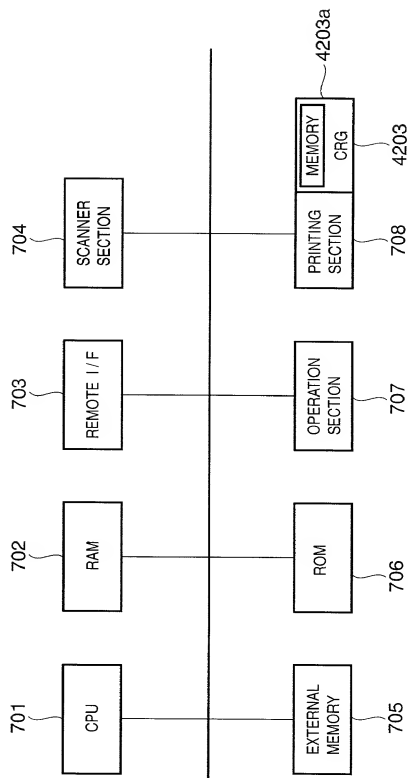 701
CPU
702
RAM
703
REMOTE I/F
704
SCANNER
SECTION
EXTERNAL
MEMORY
705
ROM
706
OPERATION
SECTION
707
PRINTING
SECTION
708
MEMORY
CRG
4203a
4203